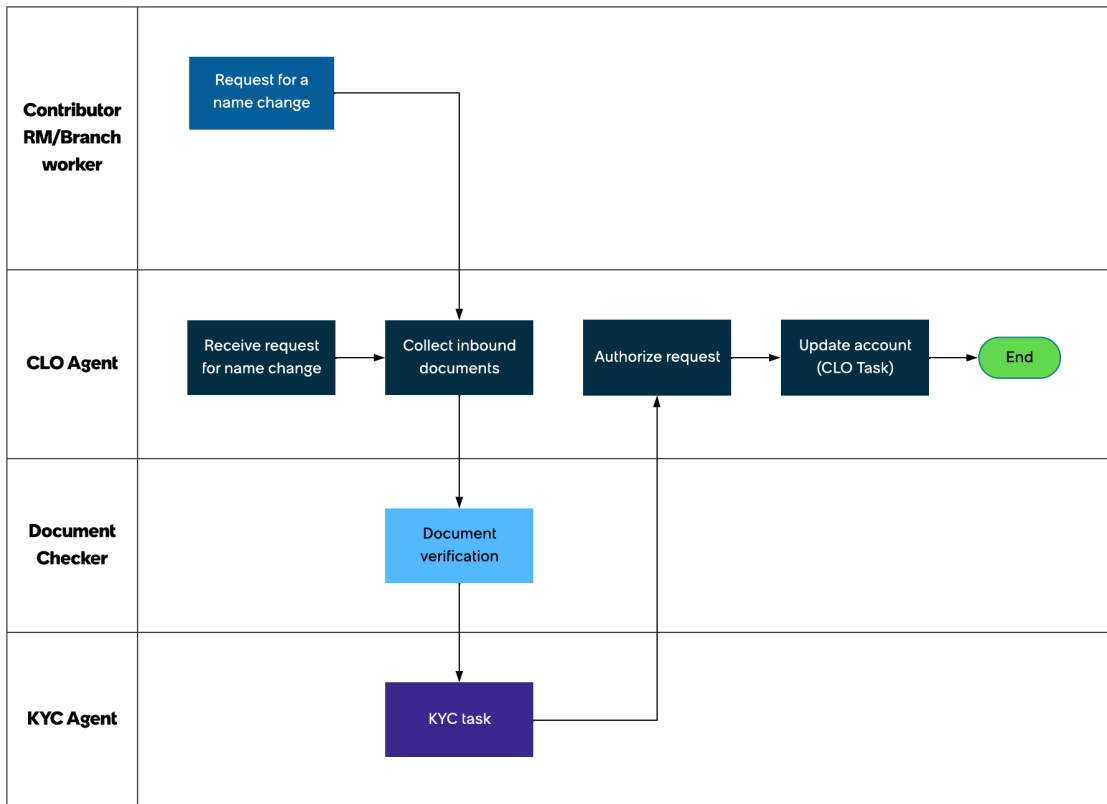 Contributor
RM/Branch
worker
Request for a
name change
CLO Agent
Receive request
for name change
Collect inbound
documents
Authorize request
Update account
(CLO Task)
End
Document
Checker
Document
verification
KYC Agent
KYC task